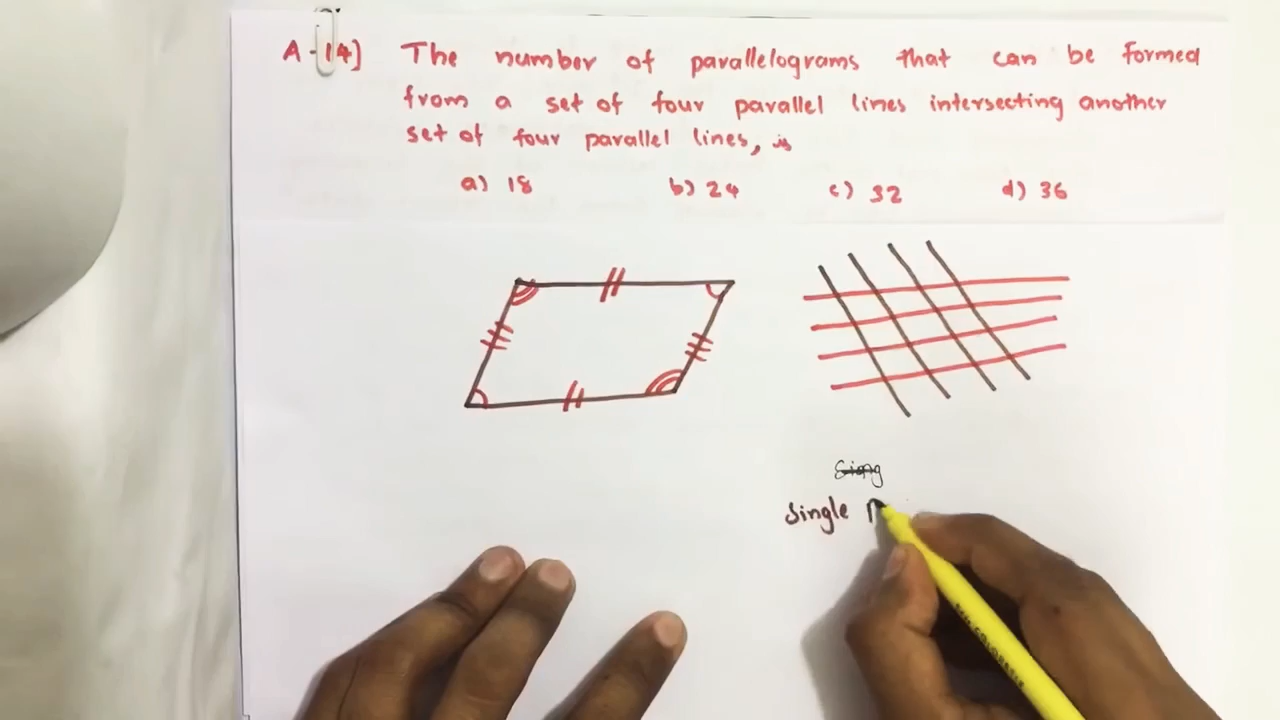 A-14] The number of parallelograms that can be formed
from a set of four parallel lines intersecting another
set of four parallel lines, is
a) 18 b) 24 c) 32 d) 36
Single